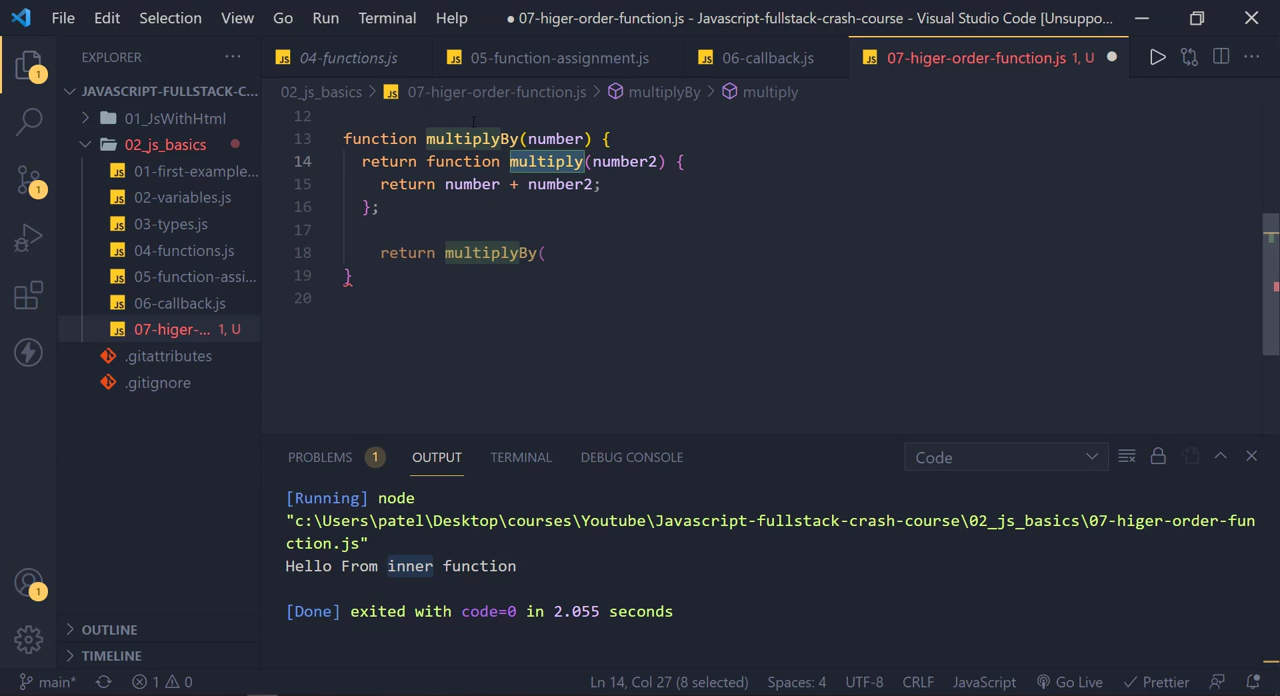 File Edit Selection View Go Run Terminal Help
● 07-higer-order-function.js - Javascript-fullstack-crash-course - Visual Studio Code [Unsuppo...
EXPLORER ...
04-functions.js 05-function-assignment.js 06-callback.js 07-higer-order-function.js 1, U
JAVASCRIPT-FULLSTACK-C...
01_JsWithHtml
02_js_basics
01-first-example...
02-variables.js
03-types.js
04-functions.js
05-function-assi...
06-callback.js
07-higer-... 1, U
.gitattributes
.gitignore
OUTLINE
TIMELINE
02_js_basics > JS 07-higer-order-function.js > multiplyBy > multiply
12
13 function multiplyBy(number) {
14 return function multiply(number2) {
15 return number + number2;
16 };
17
18 return multiplyBy(
19 }
20
PROBLEMS 1 OUTPUT TERMINAL DEBUG CONSOLE Code
[Running] node
"c:\Users\patel\Desktop\courses\Youtube\Javascript-fullstack-crash-course\02_js_basics\07-higer-order-fun
ction.js"
Hello From inner function
[Done] exited with code=0 in 2.055 seconds
main* 1 0 Ln 14, Col 27 (8 selected) Spaces: 4 UTF-8 CRLF JavaScript Go Live Prettier